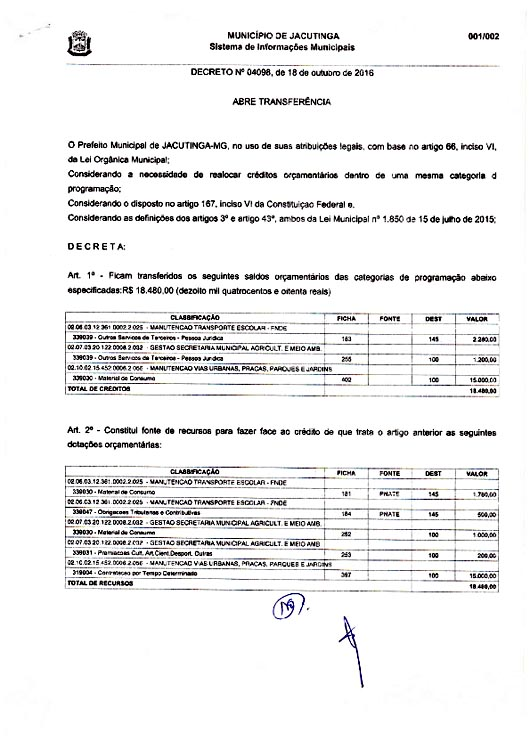 MUNICÍPIO DE JACUTINGA
001/002
Sistema de Informações Municipais
DECRETO Nº 04098, de 18 de outubro de 2016
ABRE TRANSFERÊNCIA
O Prefeito Municipal de JACUTINGA-MG, no uso de suas atribuições legais, com base no artigo 66, inciso VI,
da Lei Orgânica Municipal;
Considerando a necessidade de realocar créditos orçamentários dentro de uma mesma categoria d
programação;
Considerando o disposto no artigo 167, inciso VI da Constituição Federal e,
Considerando as definições dos artigos 3º e artigo 43º, ambos da Lei Municipal nº 1.850 de 15 de julho de 2015;
D E C R E T A:
Art. 1º - Ficam transferidos os seguintes saldos orçamentários das categorias de programação abaixo
especificadas:R$ 18.480,00 (dezoito mil quatrocentos e oitenta reais)
CLASSIFICAÇÃO FICHA FONTE DEST VALOR
02.06.03.12.361.0002.2.025 - MANUTENCAO TRANSPORTE ESCOLAR - FNDE
339039 - Outros Servicos de Terceiros - Pessoa Juridica 183 145 2.280,00
02.07.03.20.122.0008.2.032 - GESTAO SECRETARIA MUNICIPAL AGRICULT. E MEIO AMB.
339039 - Outros Servicos de Terceiros - Pessoa Juridica 255 100 1.200,00
02.10.02.15.452.0006.2.056 - MANUTENCAO VIAS URBANAS, PRACAS, PARQUES E JARDINS
339030 - Material de Consumo 402 100 15.000,00
TOTAL DE CRÉDITOS 18.480,00
Art. 2º - Constitui fonte de recursos para fazer face ao crédito de que trata o artigo anterior as seguintes
dotações orçamentárias:
CLASSIFICAÇÃO FICHA FONTE DEST VALOR
02.06.03.12.361.0002.2.025 - MANUTENCAO TRANSPORTE ESCOLAR - FNDE
339030 - Material de Consumo 181 PNATE 145 1.780,00
02.06.03.12.361.0002.2.025 - MANUTENCAO TRANSPORTE ESCOLAR - FNDE
339047 - Obrigacoes Tributarias e Contributivas 184 PNATE 145 500,00
02.07.03.20.122.0008.2.032 - GESTAO SECRETARIA MUNICIPAL AGRICULT. E MEIO AMB.
339030 - Material de Consumo 252 100 1.000,00
02.07.03.20.122.0008.2.032 - GESTAO SECRETARIA MUNICIPAL AGRICULT. E MEIO AMB.
339031 - Premiacoes Cult. Art.Cient.Desport. Outras 253 100 200,00
02.10.02.15.452.0006.2.056 - MANUTENCAO VIAS URBANAS, PRACAS, PARQUES E JARDINS
319004 - Contratacao por Tempo Determinado 397 100 15.000,00
TOTAL DE RECURSOS 18.480,00